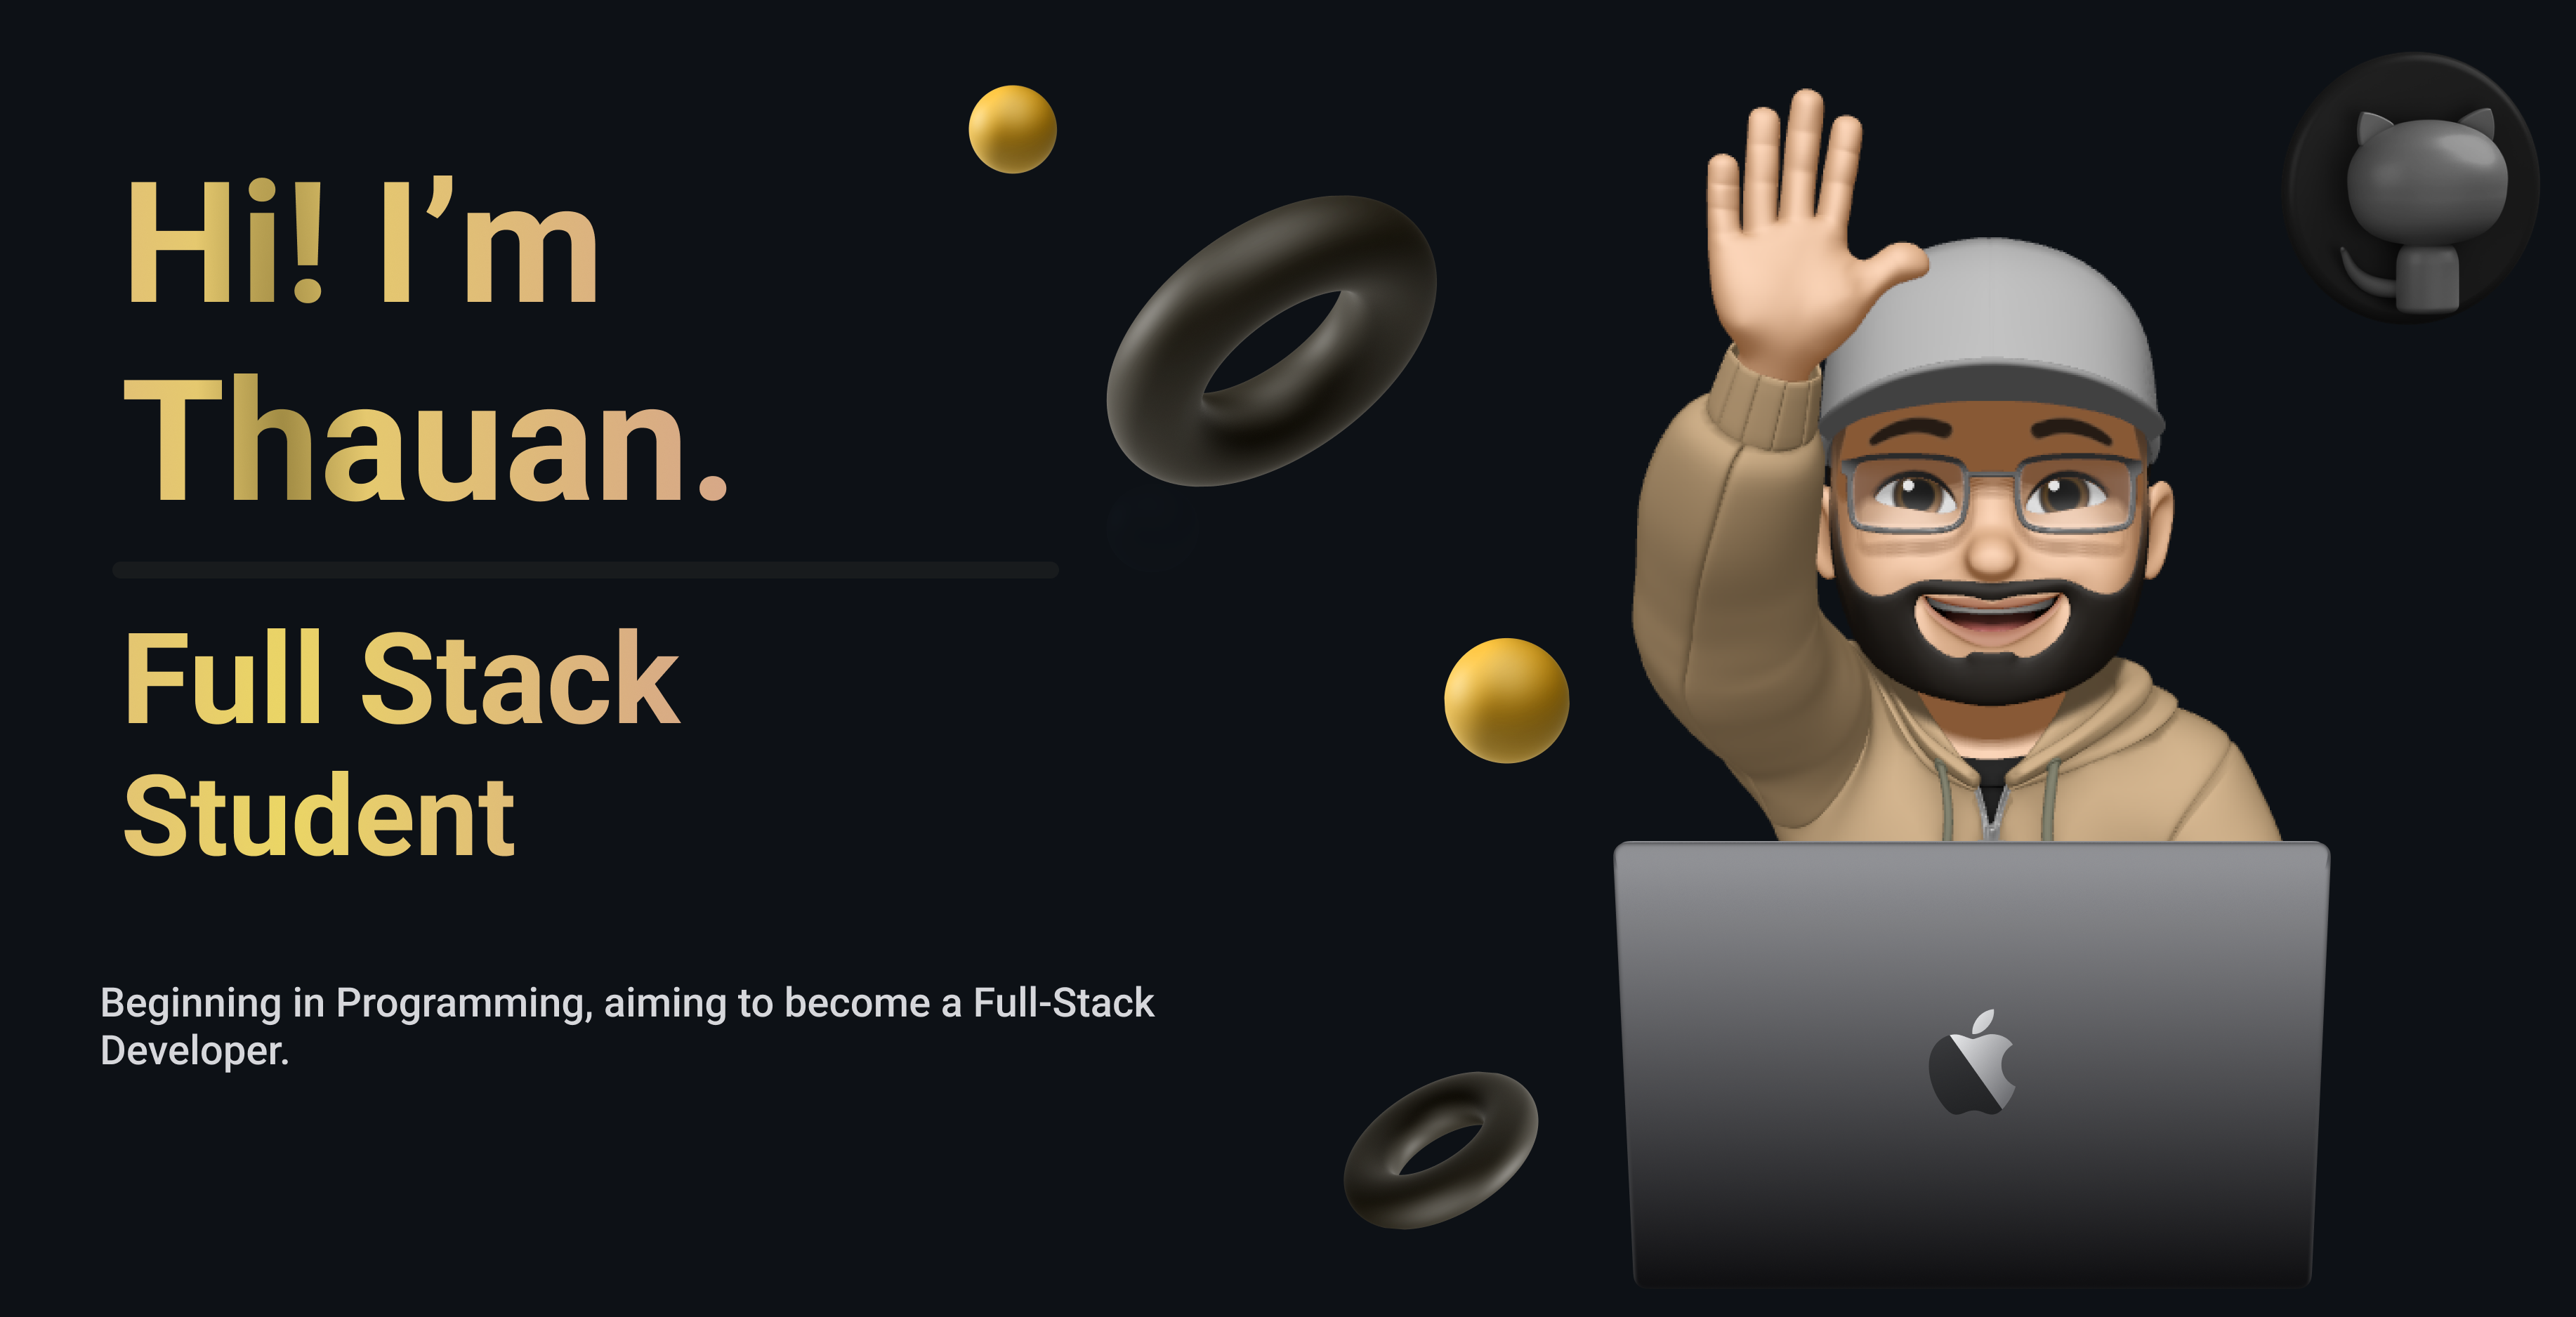 Hi! I’m
Thauan.
Full Stack
Student
Beginning in Programming, aiming to become a Full-Stack
Developer.